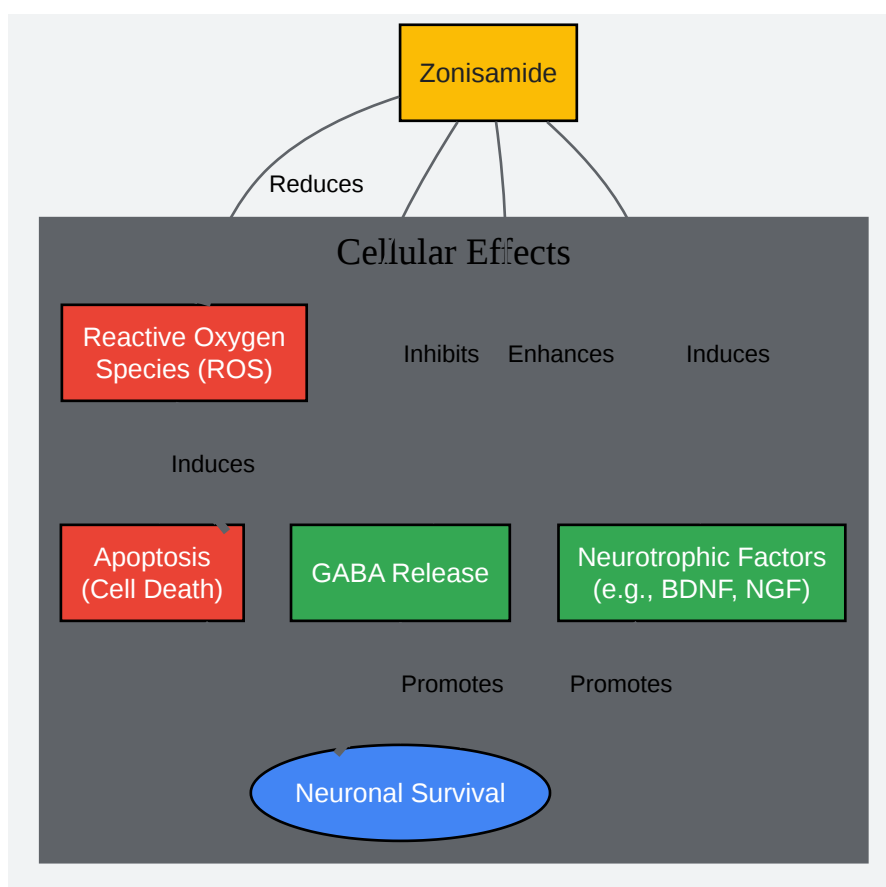 Zonisamide
Reduces
Cellular Effects
Reactive Oxygen
Species (ROS)
Inhibits
Enhances
Induces
Induces
Apoptosis
(Cell Death)
GABA Release
Neurotrophic Factors
(e.g., BDNF, NGF)
Promotes
Promotes
Neuronal Survival